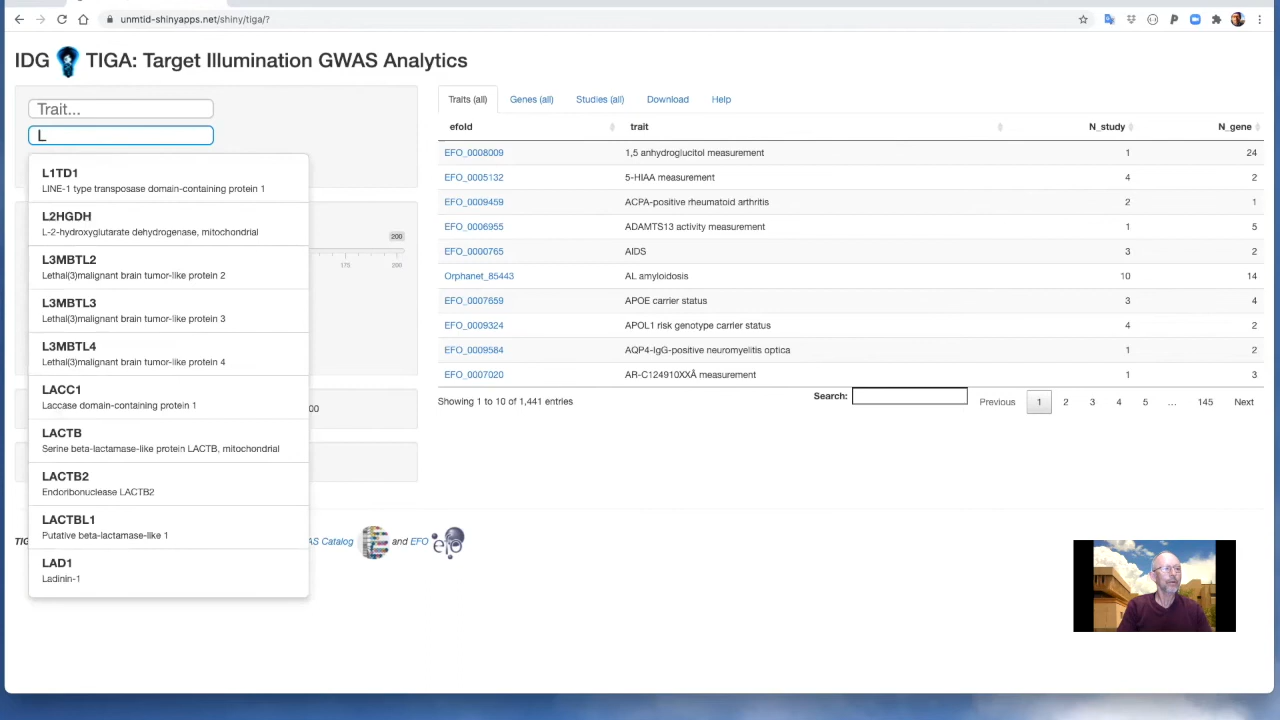 unmtid-shinyapps.net/shiny/tiga/?
IDG TIGA: Target Illumination GWAS Analytics
Trait...
L
L1TD1
LINE-1 type transposase domain-containing protein 1
L2HGDH
L-2-hydroxyglutarate dehydrogenase, mitochondrial
L3MBTL2
Lethal(3)malignant brain tumor-like protein 2
L3MBTL3
Lethal(3)malignant brain tumor-like protein 3
L3MBTL4
Lethal(3)malignant brain tumor-like protein 4
LACC1
Laccase domain-containing protein 1
LACTB
Serine beta-lactamase-like protein LACTB, mitochondrial
LACTB2
Endoribonuclease LACTB2
LACTBL1
Putative beta-lactamase-like 1
LAD1
Ladinin-1
200
175 200
00
TIG
AS Catalog and EFO
efo
Traits (all) Genes (all) Studies (all) Download Help
efoId trait N_study N_gene
EFO_0008009 1,5 anhydroglucitol measurement 1 24
EFO_0005132 5-HIAA measurement 4 2
EFO_0009459 ACPA-positive rheumatoid arthritis 2 1
EFO_0006955 ADAMTS13 activity measurement 1 5
EFO_0000765 AIDS 3 2
Orphanet_85443 AL amyloidosis 10 14
EFO_0007659 APOE carrier status 3 4
EFO_0009324 APOL1 risk genotype carrier status 4 2
EFO_0009584 AQP4-IgG-positive neuromyelitis optica 1 2
EFO_0007020 AR-C124910XXÂ measurement 1 3
Showing 1 to 10 of 1,441 entries
Search:
Previous 1 2 3 4 5 … 145 Next